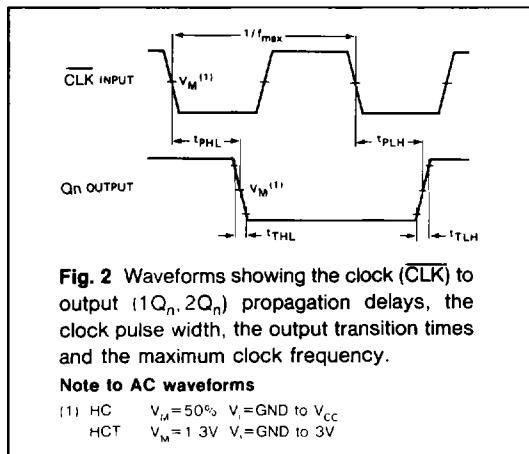 1/fmax
CLK INPUT
VM(1)
tPHL
tPLH
Qn OUTPUT
VM(1)
tTHL
tTLH
Fig. 2 Waveforms showing the clock (CLK) to
output (1Qn, 2Qn) propagation delays, the
clock pulse width, the output transition times
and the maximum clock frequency.
Note to AC waveforms
(1) HC VM=50% VI=GND to VCC
HCT VM=1 3V VI=GND to 3V